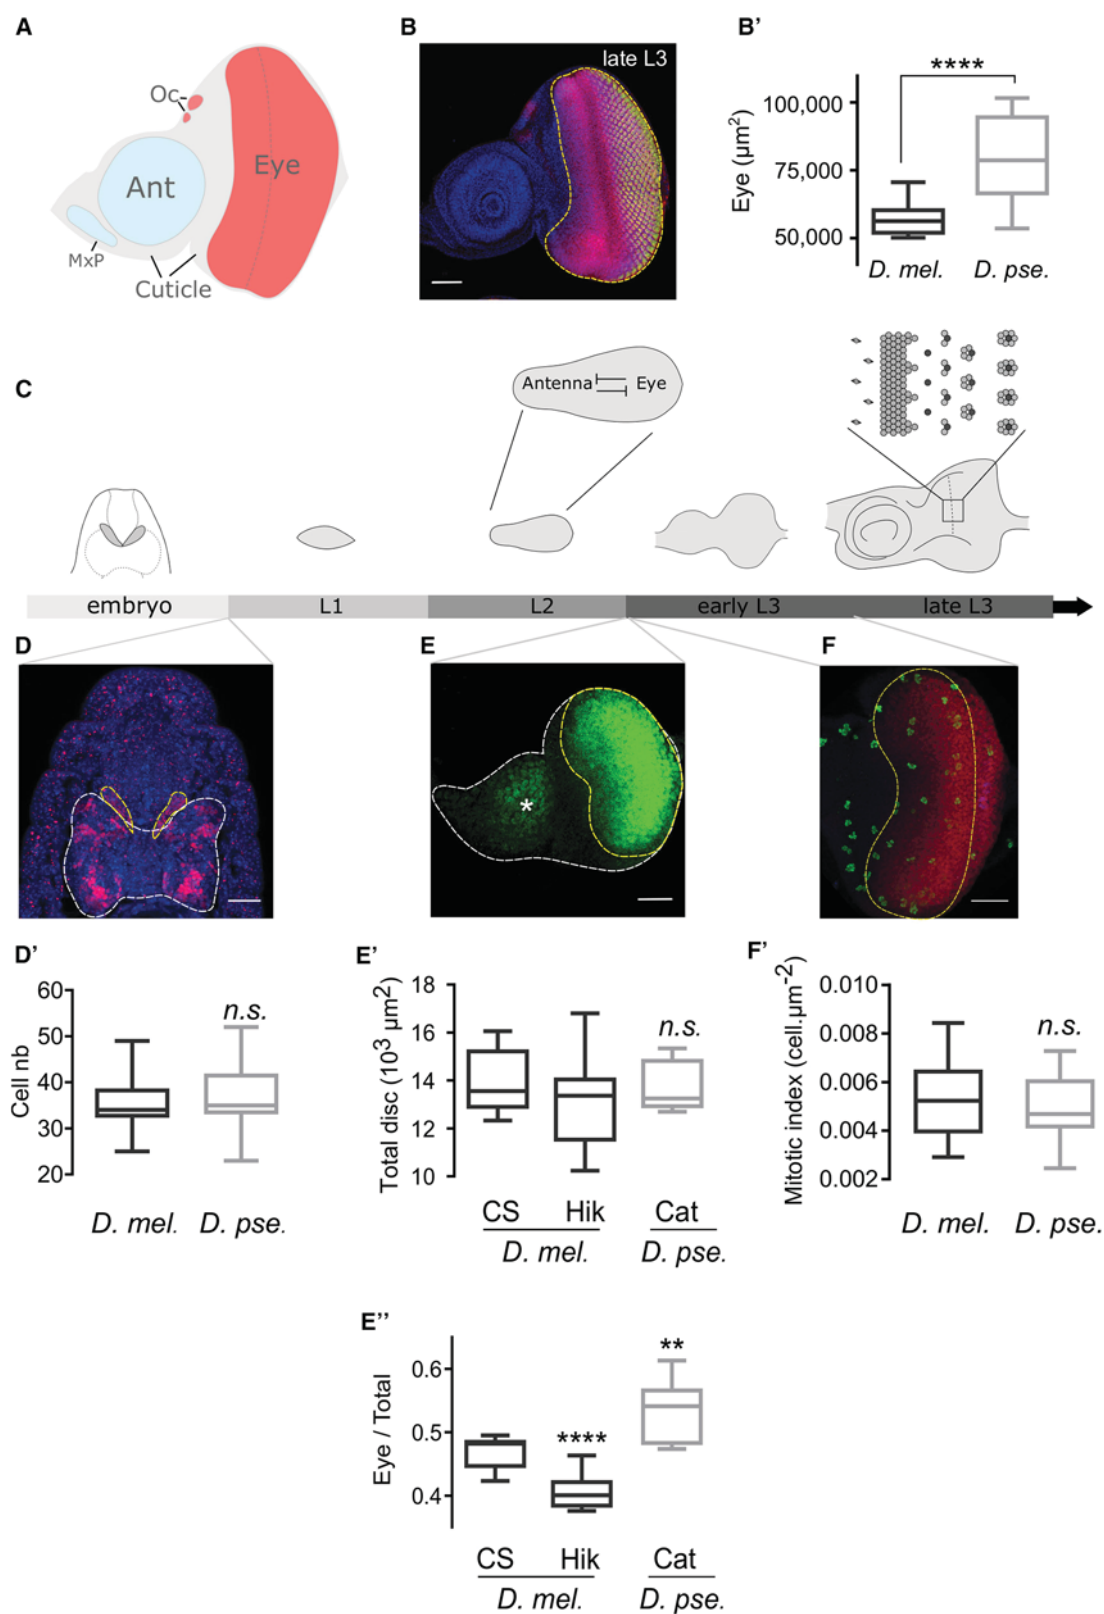 A
Oc
Ant
Eye
MxP
Cuticle
B
late L3
B'
****
Eye (µm²)
100,000
75,000
50,000
D. mel.
D. pse.
C
Antenna
Eye
embryo
L1
L2
early L3
late L3
D
E
*
F
D'
Cell nb
60
50
40
30
20
n.s.
D. mel.
D. pse.
E'
Total disc (10³ µm²)
18
16
14
12
10
n.s.
CS
Hik
Cat
D. mel.
D. pse.
F'
Mitotic index (cell.µm⁻²)
0.010
0.008
0.006
0.004
0.002
n.s.
D. mel.
D. pse.
E''
Eye / Total
0.6
0.5
0.4
****
**
CS
Hik
Cat
D. mel.
D. pse.